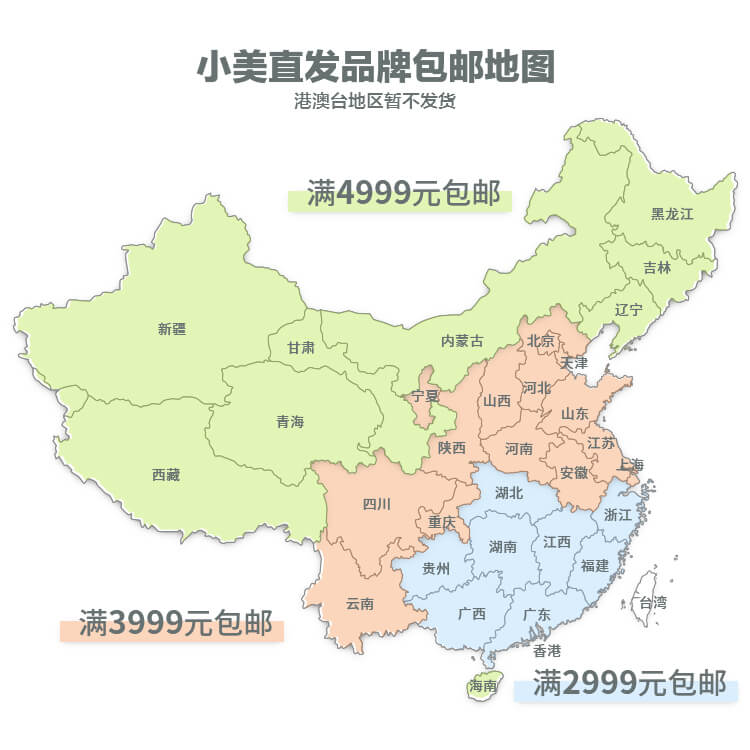 小美直发品牌包邮地图
港澳台地区暂不发货
满4999元包邮
黑龙江
吉林
辽宁
新疆
甘肃
内蒙古
北京
天津
宁夏
河北
山西
山东
青海
陕西
河南
江苏
上海
安徽
西藏
四川
湖北
重庆
浙江
湖南
江西
贵州
福建
云南
广西
广东
台湾
满3999元包邮
香港
海南
满2999元包邮